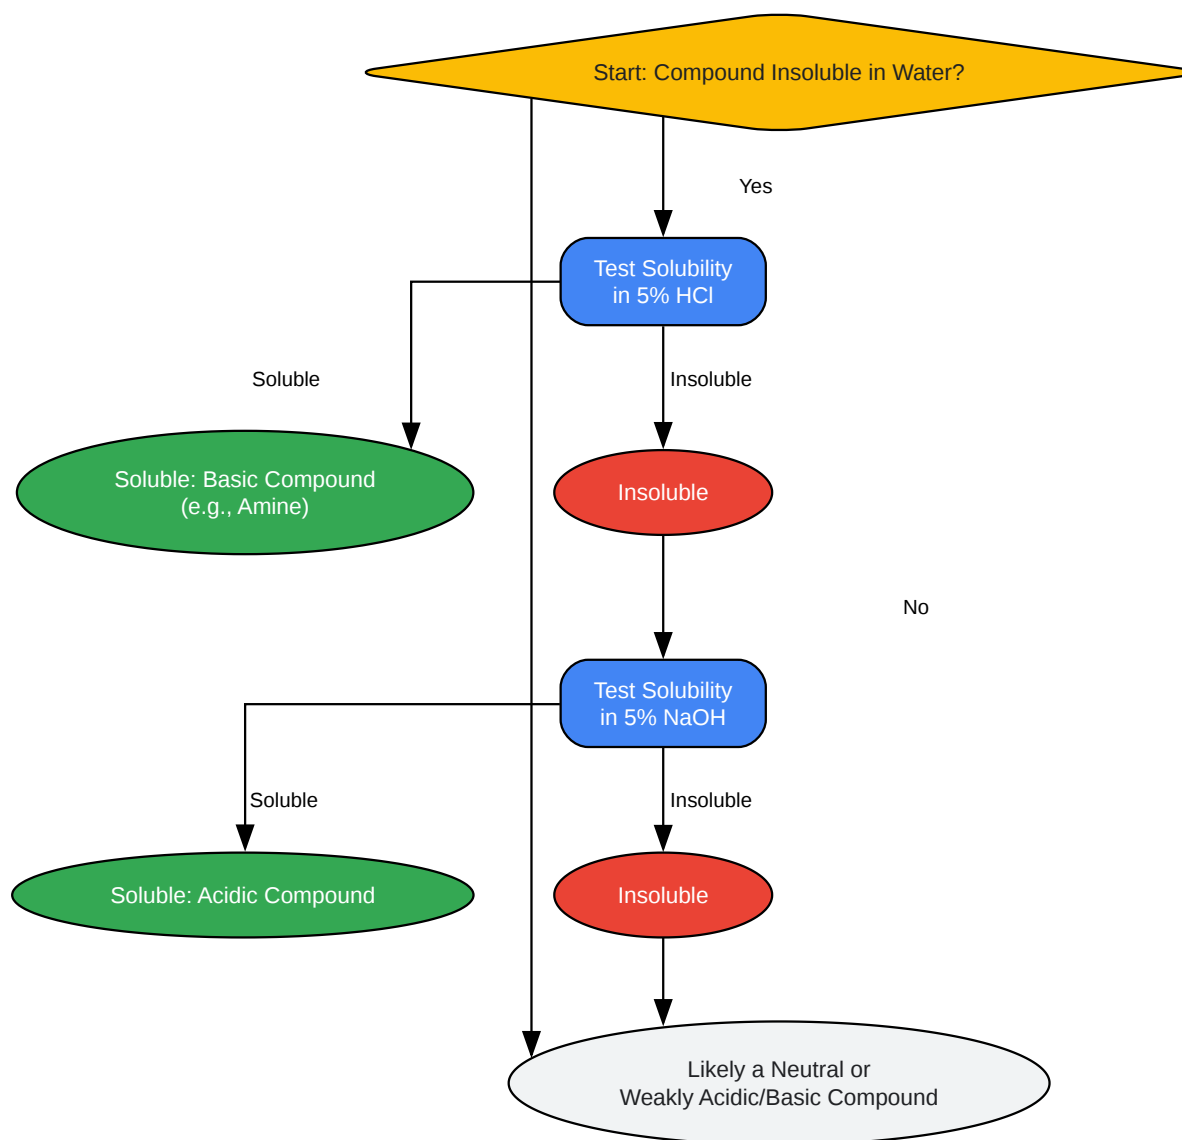 Start: Compound Insoluble in Water?
Yes
Test Solubility
in 5% HCl
Soluble
Insoluble
Soluble: Basic Compound
(e.g., Amine)
Insoluble
No
Test Solubility
in 5% NaOH
Soluble
Insoluble
Soluble: Acidic Compound
Insoluble
Likely a Neutral or
Weakly Acidic/Basic Compound